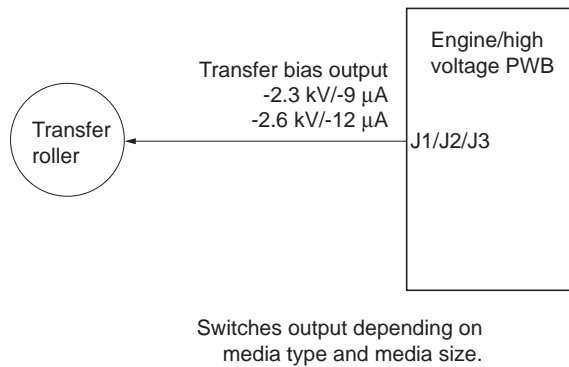 Engine/high
voltage PWB
Transfer bias output
-2.3 kV/-9 μA
-2.6 kV/-12 μA
Transfer
roller
J1/J2/J3
Switches output depending on
media type and media size.